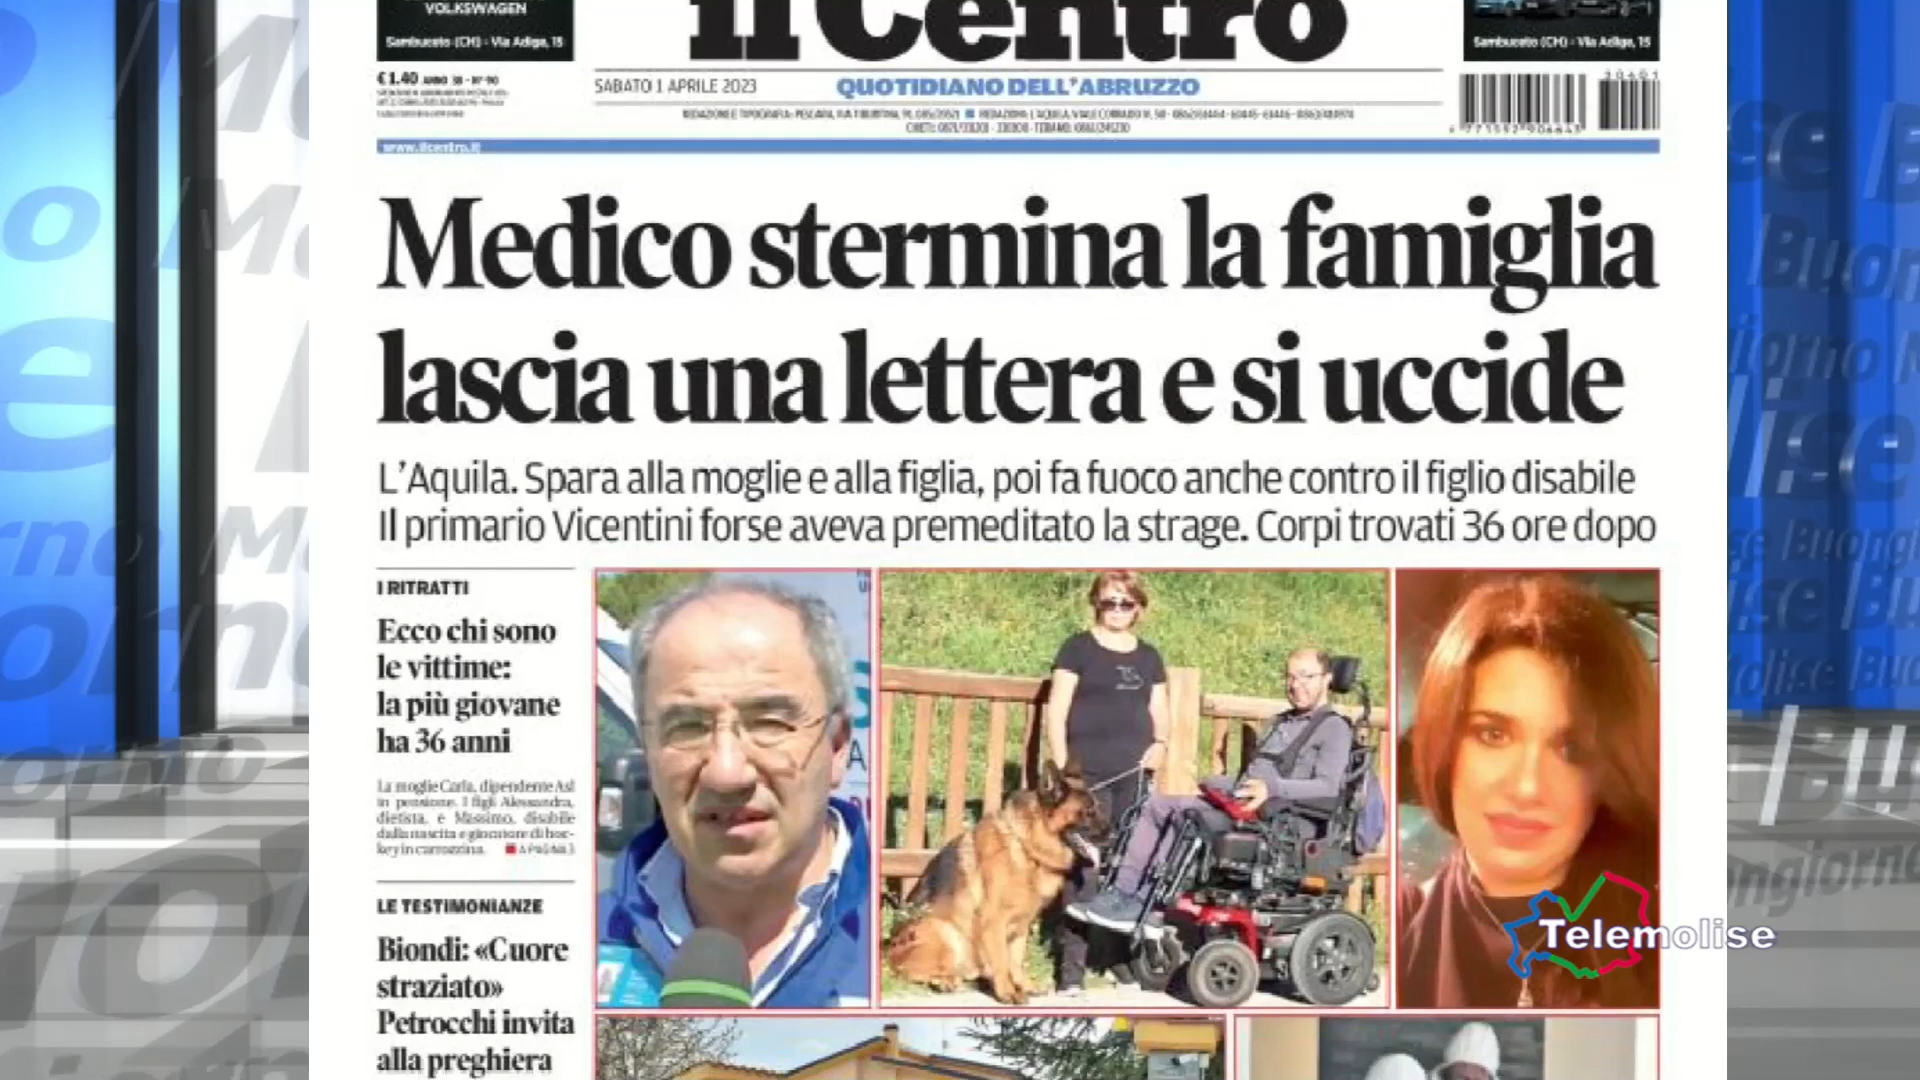 VOLKSWAGEN
Sambuceto (CH) - Via Adige, 15
il Centro
Sambuceto (CH) - Via Adige, 15
€ 1,40 ANNO 38 - N° 90
SABATO 1 APRILE 2023
QUOTIDIANO DELL'ABRUZZO
www.ilcentro.it
Medico stermina la famiglia
lascia una lettera e si uccide
L'Aquila. Spara alla moglie e alla figlia, poi fa fuoco anche contro il figlio disabile
Il primario Vicentini forse aveva premeditato la strage. Corpi trovati 36 ore dopo
I RITRATTI
Ecco chi sono
le vittime:
la più giovane
ha 36 anni
La moglie Carla, dipendente Asl
in pensione. I figli Alessandra,
dietista, e Massimo, disabile
dalla nascita e giocatore di hoc-
key in carrozzina. A PAGINA 3
LE TESTIMONIANZE
Biondi: «Cuore
straziato»
Petrocchi invita
alla preghiera
Telemolise